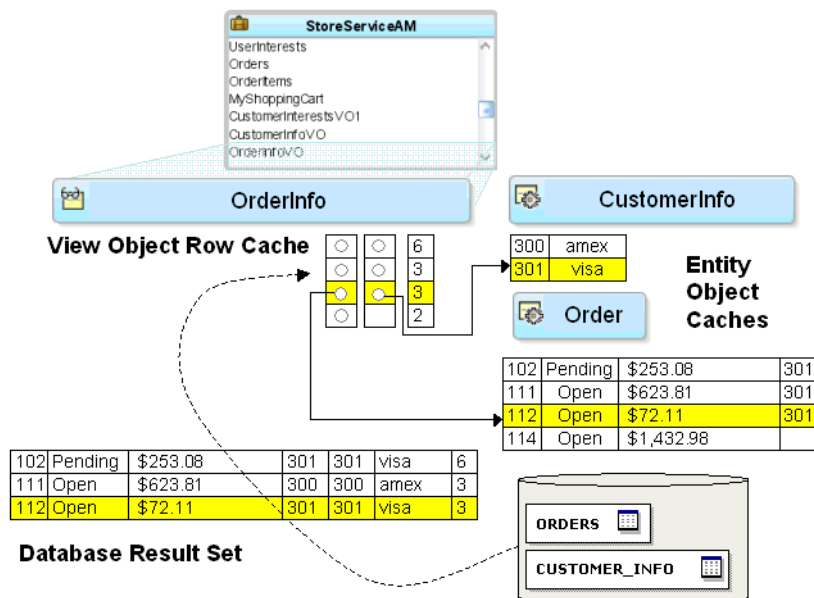 StoreServiceAM
UserInterests
Orders
OrderItems
MyShoppingCart
CustomerInterestsVO1
CustomerInfoVO
OrderInfoVO
OrderInfo
CustomerInfo
View Object Row Cache
6
3
3
2
300 amex
301 visa
Entity
Object
Caches
Order
102 Pending $253.08 301
111 Open $623.81 301
112 Open $72.11 301
114 Open $1,432.98
102 Pending $253.08 301 301 visa 6
111 Open $623.81 300 300 amex 3
112 Open $72.11 301 301 visa 3
Database Result Set
ORDERS
CUSTOMER_INFO